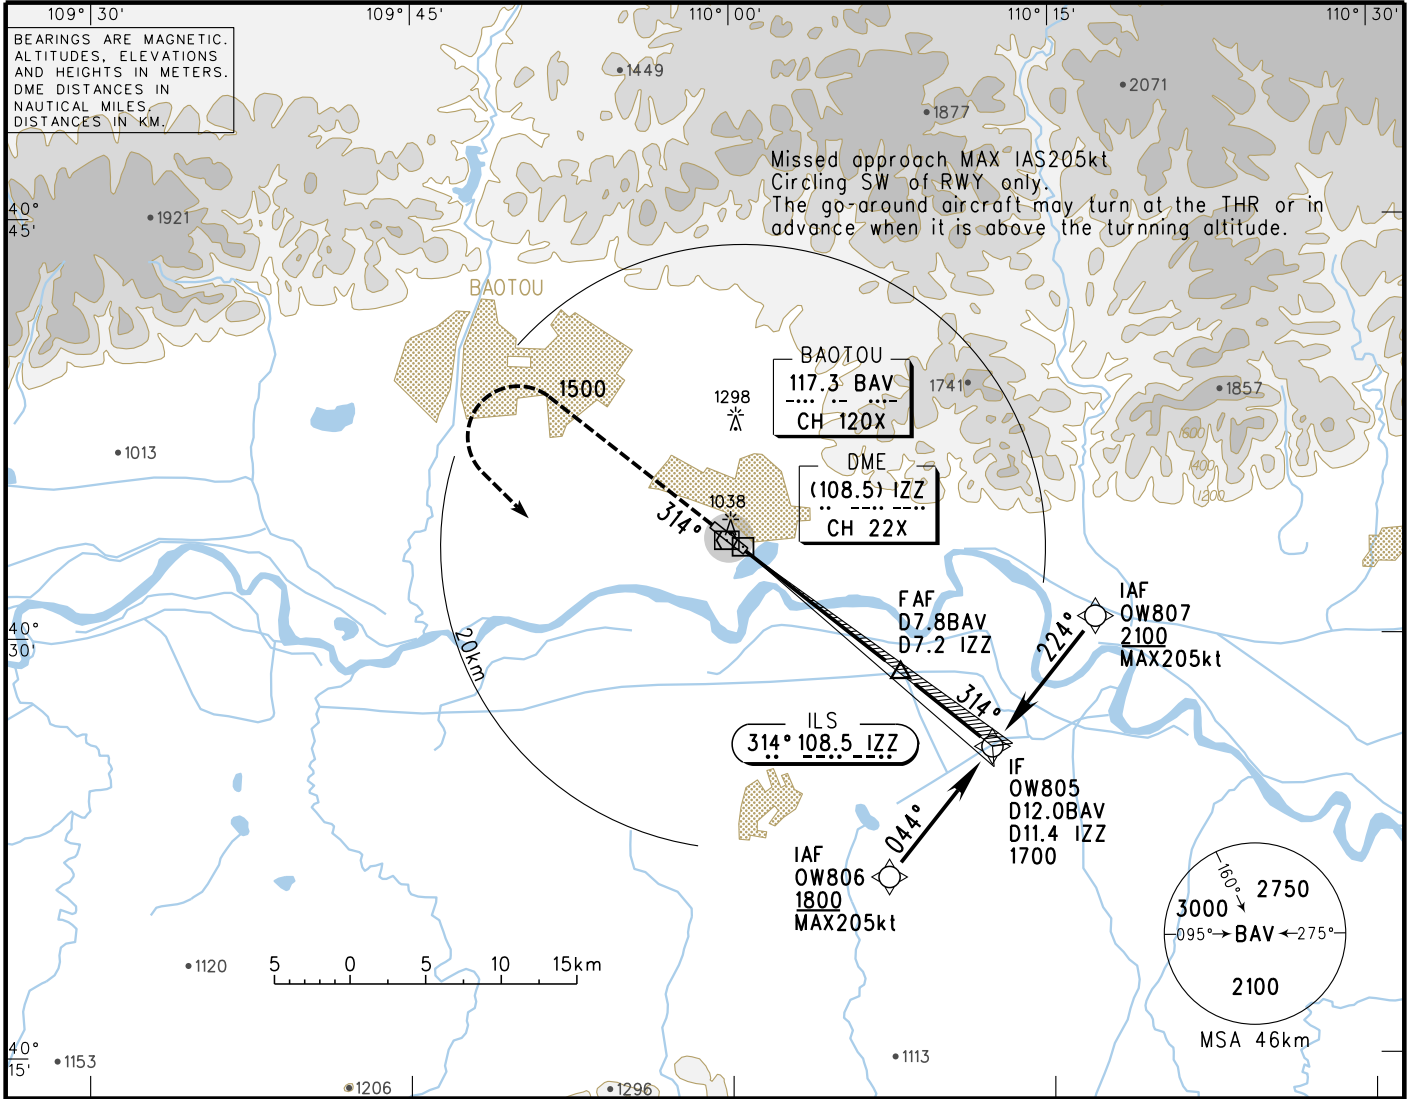 109° 30'
109° 45'
110° 00'
110° 15'
110° 30'
BEARINGS ARE MAGNETIC.
ALTITUDES, ELEVATIONS
AND HEIGHTS IN METERS.
DME DISTANCES IN
NAUTICAL MILES.
DISTANCES IN KM.
1449
2071
1877
Missed approach MAX IAS205kt
Circling SW of RWY only.
The go-around aircraft may turn at the THR or in
advance when it is above the turnning altitude.
40°
45'
1921
BAOTOU
BAOTOU
117.3 BAV
CH 120X
1500
1298
1741
1857
1600
1400
1200
1013
DME
(108.5) IZZ
CH 22X
1038
314°
FAF
D7.8BAV
D7.2 IZZ
IAF
OW807
2100
MAX205kt
224°
40°
30'
20km
314°
ILS
314° 108.5 IZZ
IF
OW805
D12.0BAV
D11.4 IZZ
1700
044°
IAF
OW806
1800
MAX205kt
160°
2750
3000
095°
BAV
275°
2100
MSA 46km
1120
5 0 5 10 15km
40°
15'
1153
1206
1296
1113